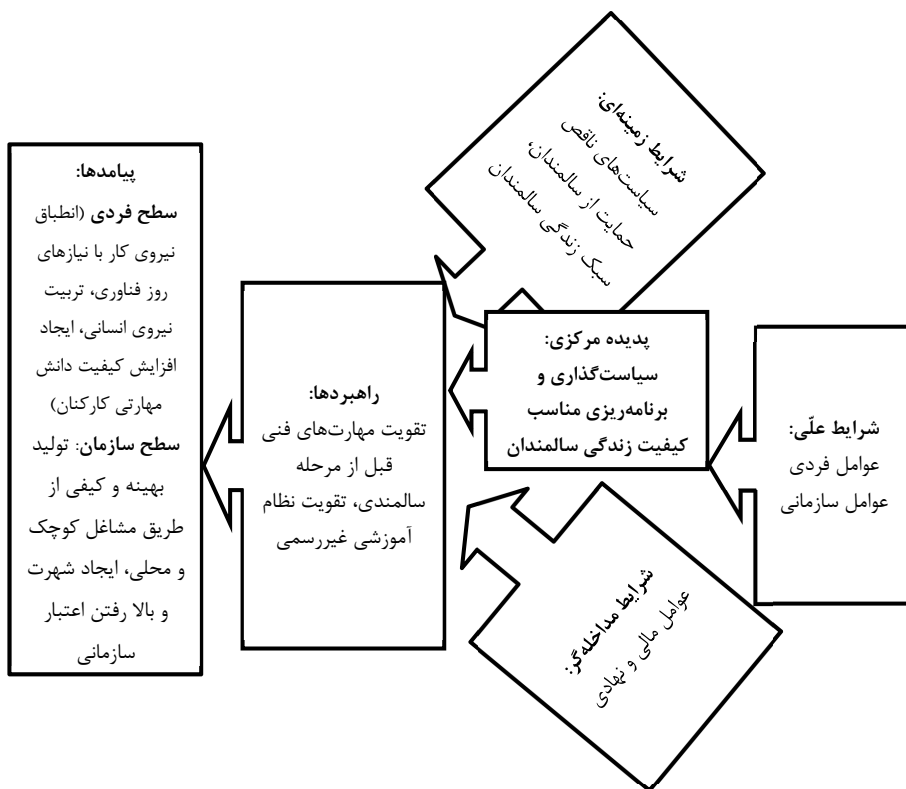 شرایط علّی:
عوامل فردی
عوامل سازمانی
شرایط زمینه‌ای:
سیاست‌های ناقص
حمایت از سالمندان،
سبک زندگی سالمندان
پدیده مرکزی:
سیاست‌گذاری و
برنامه‌ریزی مناسب
کیفیت زندگی سالمندان
شرایط مداخله‌گر:
عوامل مالی و نهادی
راهبردها:
تقویت مهارت‌های فنی
قبل از مرحله
سالمندی، تقویت نظام
آموزشی غیررسمی
پیامدها:
سطح فردی (انطباق
نیروی کار با نیازهای
روز فناوری، تربیت
نیروی انسانی، ایجاد
افزایش کیفیت دانش
مهارتی کارکنان)
سطح سازمان: تولید
بهینه و کیفی از
طریق مشاغل کوچک
و محلی، ایجاد شهرت
و بالا رفتن اعتبار
سازمانی